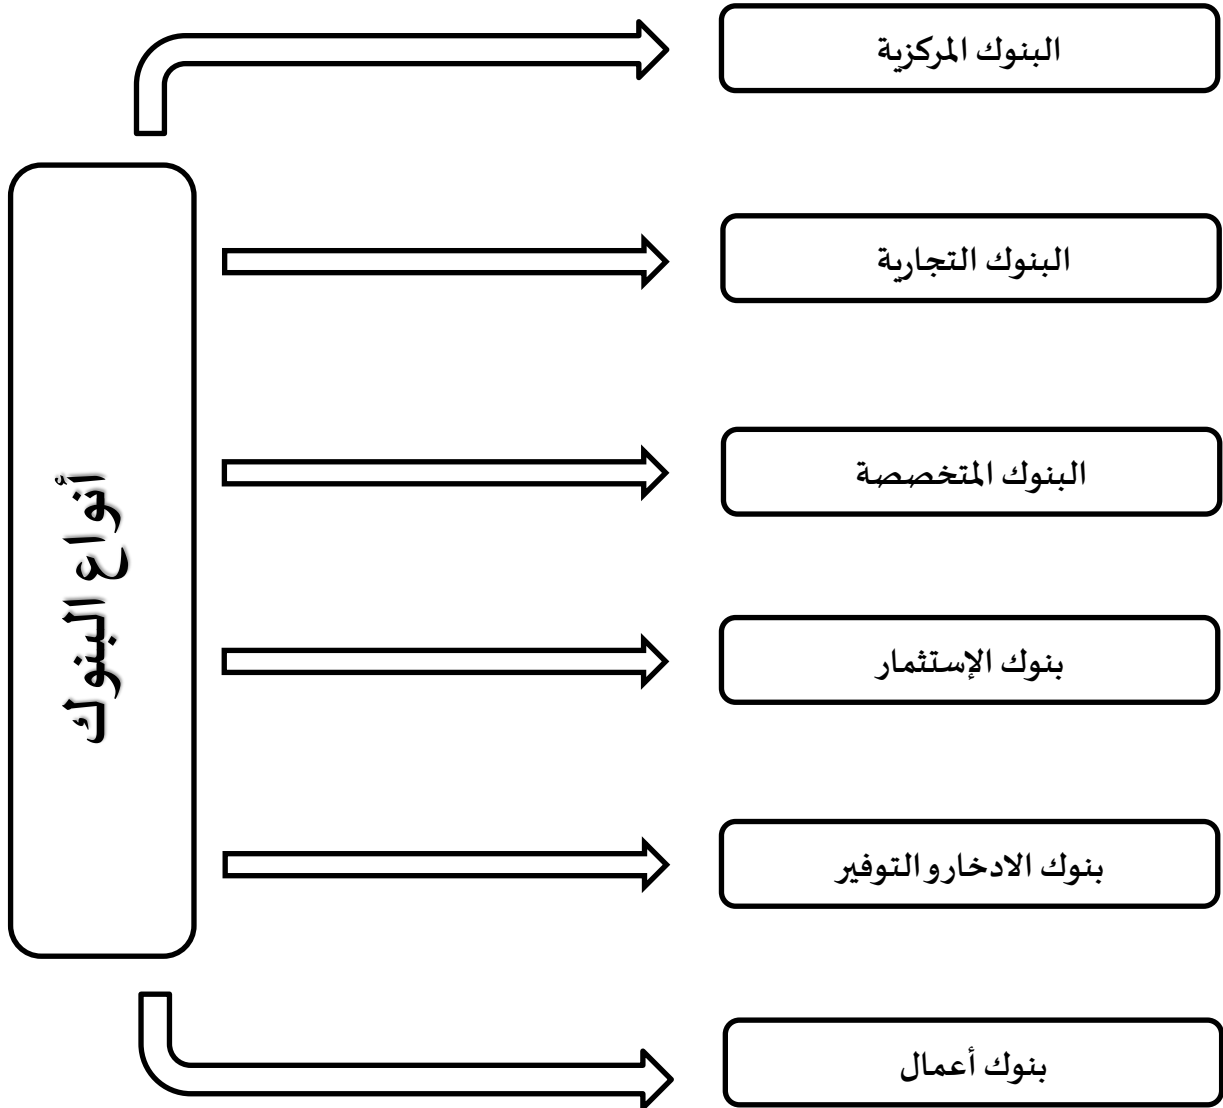 أنواع البنوك
البنوك المركزية
البنوك التجارية
البنوك المتخصصة
بنوك الإستثمار
بنوك الادخار و التوفير
بنوك أعمال